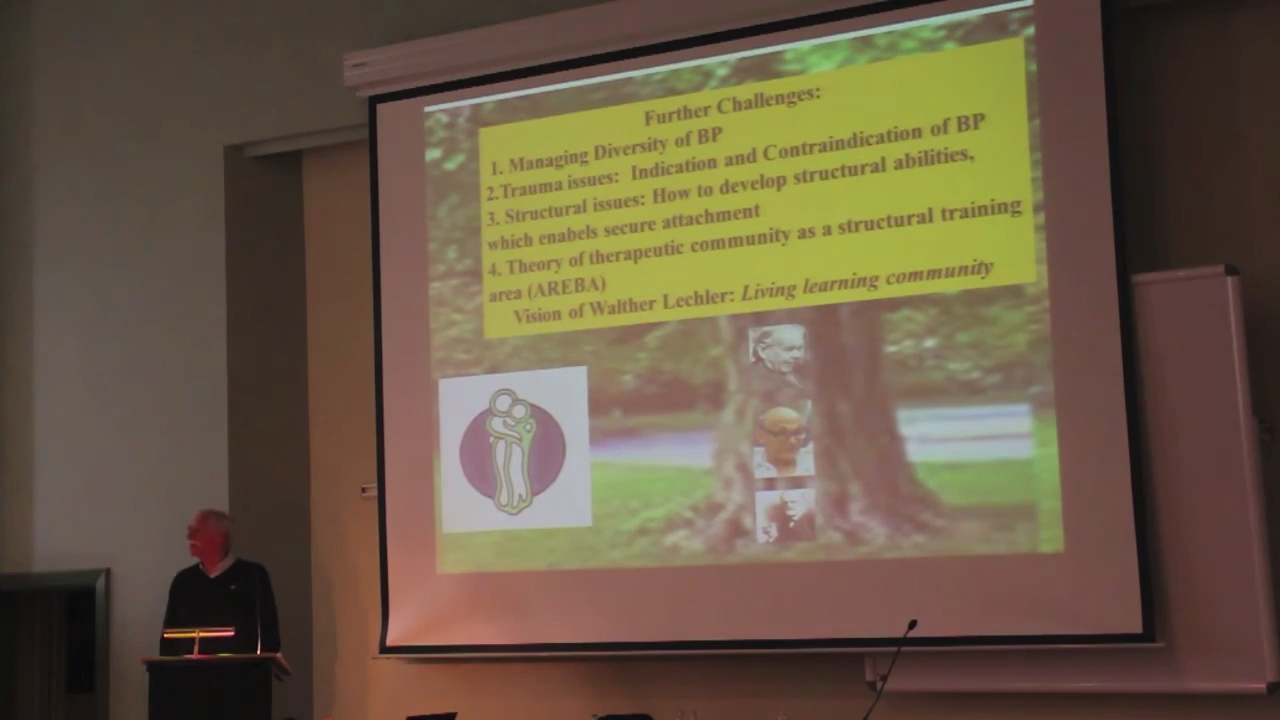 Further Challenges:
1. Managing Diversity of BP
2.Trauma issues: Indication and Contraindication of BP
3. Structural issues: How to develop structural abilities,
which enabels secure attachment
4. Theory of therapeutic community as a structural training
area (AREBA)
Vision of Walther Lechler: Living learning community